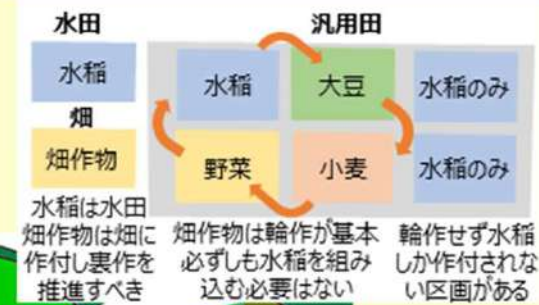 水田
汎用田
水稲
水稲
大豆
水稲のみ
畑
畑作物
野菜
小麦
水稲のみ
水稲は水田
畑作物は畑に
作付し裏作を
推進すべき
畑作物は輪作が基本
必ずしも水稲を組み
込む必要はない
輪作せず水稲
しか作付されな
い区画がある